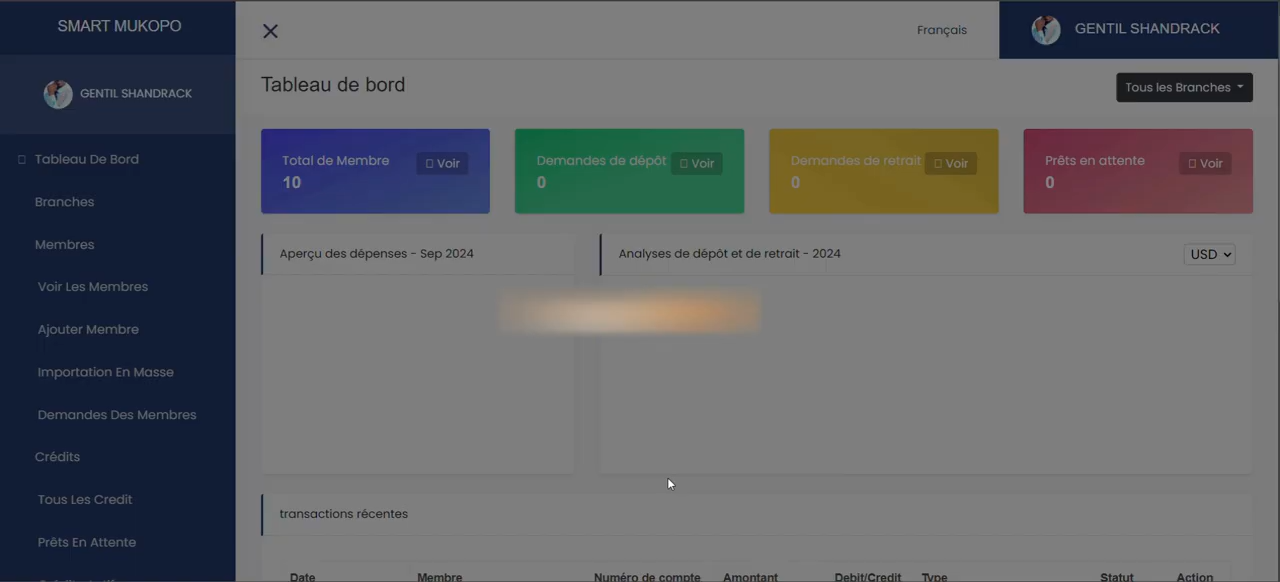 SMART MUKOPO
Français
GENTIL SHANDRACK
GENTIL SHANDRACK
Tableau de bord
Tous les Branches
Tableau De Bord
Branches
Membres
Voir Les Membres
Ajouter Membre
Importation En Masse
Demandes Des Membres
Crédits
Tous Les Credit
Prêts En Attente
Total de Membre
Voir
10
Demandes de dépôt
Voir
0
Demandes de retrait
Voir
0
Prêts en attente
Voir
0
Aperçu des dépenses - Sep 2024
Analyses de dépôt et de retrait - 2024
USD
transactions récentes
Date Membre Numéro de compte Amontant Debit/Credit Type Statut Action